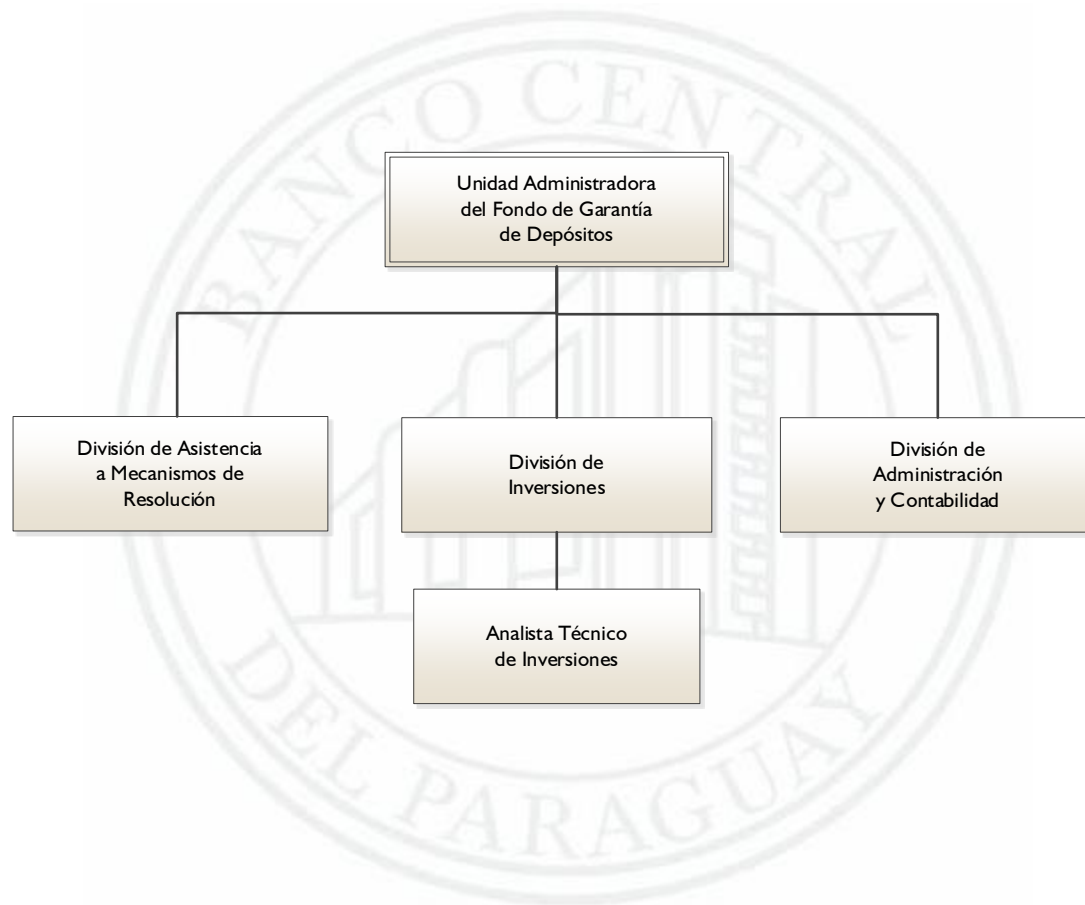 BANCO CENTRAL
DEL PARAGUAY
Unidad Administradora
del Fondo de Garantía
de Depósitos
División de Asistencia
a Mecanismos de
Resolución
División de
Inversiones
División de
Administración
y Contabilidad
Analista Técnico
de Inversiones